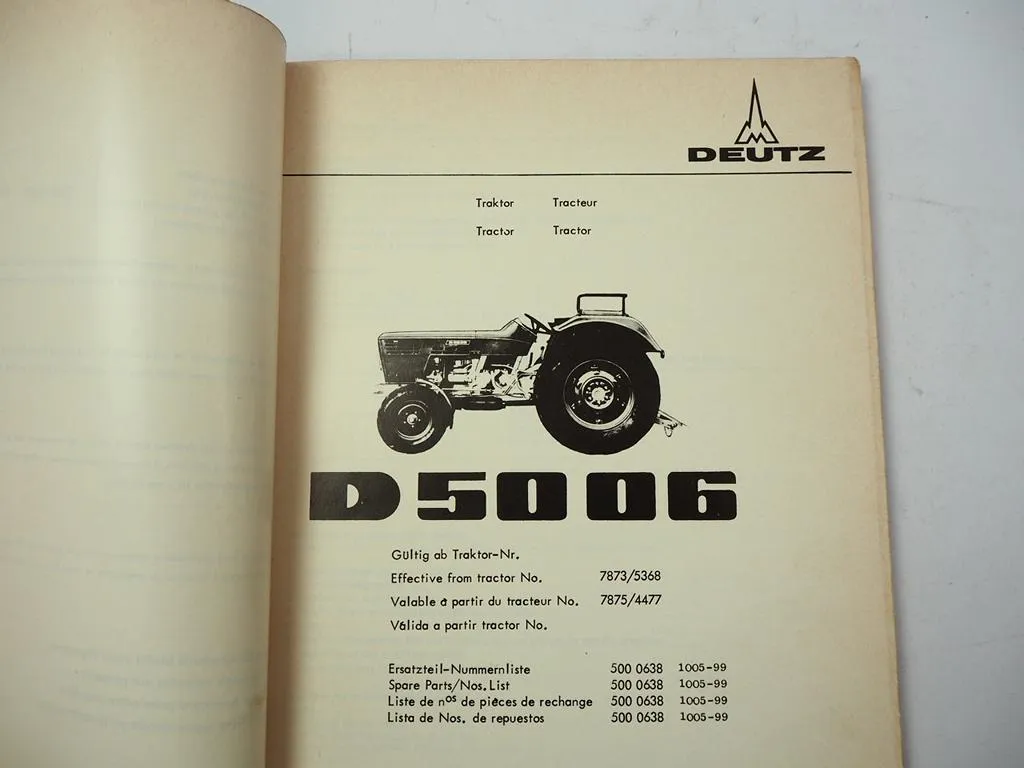 DEUTZ
Traktor Tracteur
Tractor Tractor
D 5006
Gültig ab Traktor-Nr.
Effective from tractor No. 7873/5368
Valable à partir du tracteur No. 7875/4477
Válida a partir tractor No.
Ersatzteil-Nummernliste 500 0638 1005-99
Spare Parts/Nos. List 500 0638 1005-99
Liste de nos de pièces de rechange 500 0638 1005-99
Lista de Nos. de repuestos 500 0638 1005-99